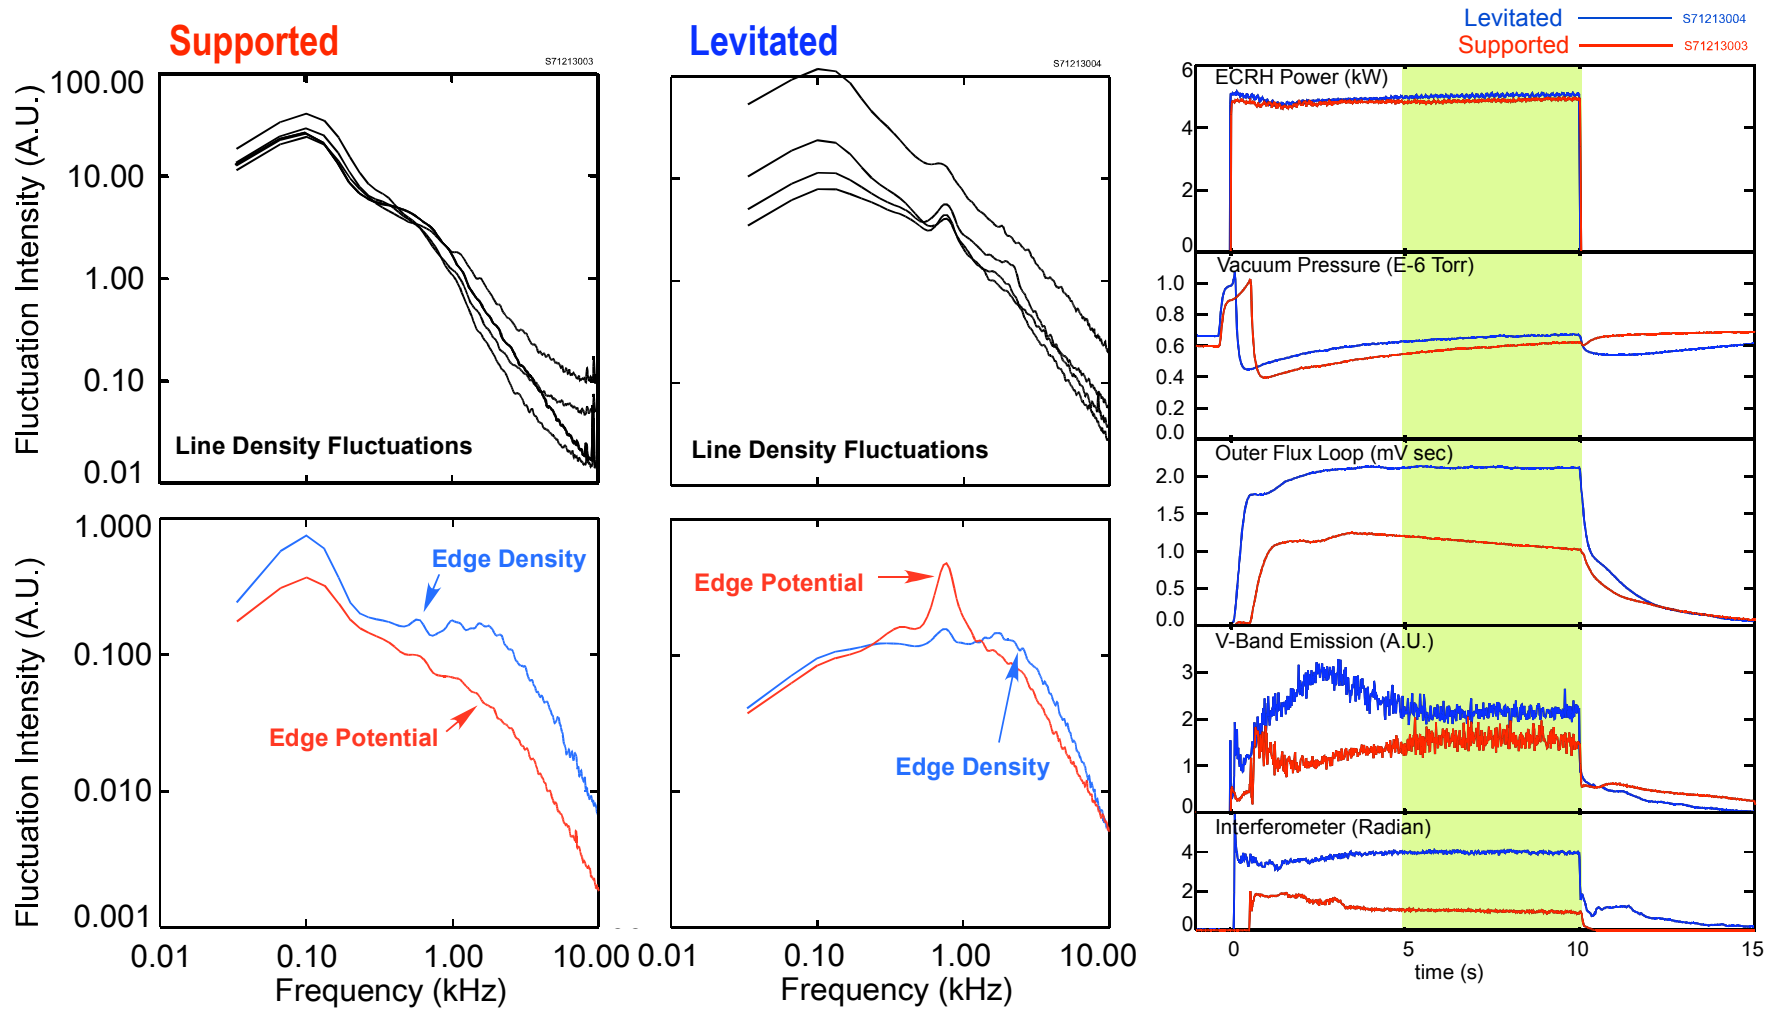 Supported
S71213003
Fluctuation Intensity (A.U.)
100.00
10.00
1.00
0.10
0.01
Line Density Fluctuations
Levitated
S71213004
Line Density Fluctuations
Fluctuation Intensity (A.U.)
1.000
0.100
0.010
0.001
Edge Density
Edge Potential
0.01 0.10 1.00 10.00
Frequency (kHz)
Edge Potential
Edge Density
0.01 0.10 1.00 10.00
Frequency (kHz)
Levitated S71213004
Supported S71213003
ECRH Power (kW)
6
4
2
0
Vacuum Pressure (E-6 Torr)
1.0
0.8
0.6
0.4
0.2
0.0
Outer Flux Loop (mV sec)
2.0
1.5
1.0
0.5
0.0
V-Band Emission (A.U.)
3
2
1
0
Interferometer (Radian)
4
2
0
0 5 10 15
time (s)